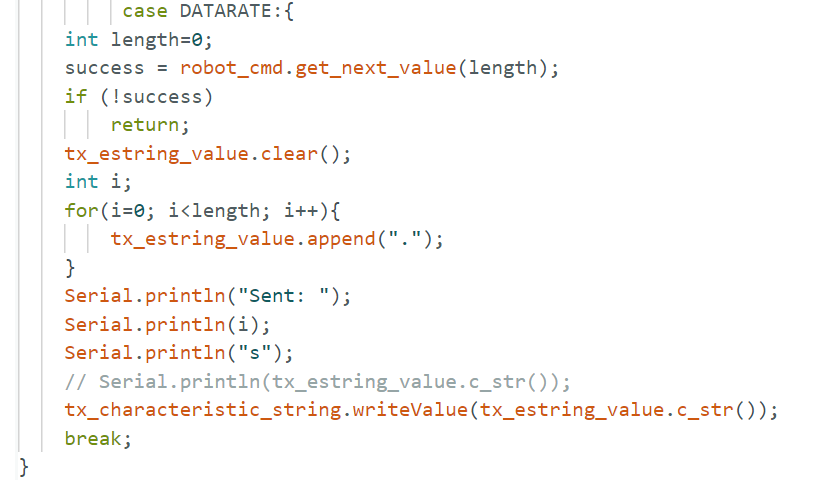 case DATARATE:{
int length=0;
success = robot_cmd.get_next_value(length);
if (!success)
return;
tx_estring_value.clear();
int i;
for(i=0; i<length; i++){
tx_estring_value.append(".");
}
Serial.println("Sent: ");
Serial.println(i);
Serial.println("s");
// Serial.println(tx_estring_value.c_str());
tx_characteristic_string.writeValue(tx_estring_value.c_str());
break;
}